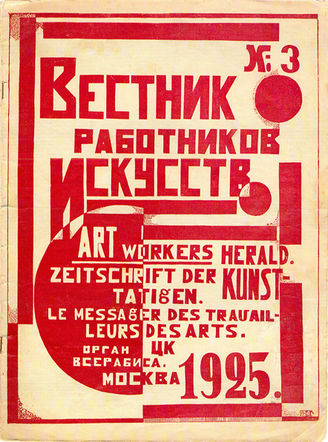 № 3
ВЕСТНИК
РАБОТНИКОВ
ИСКУССТВ.
ART WORKERS HERALD.
ZEITSCHRIFT DER KUNST-
TATIGEN.
LE MESSAGER DES TRAVAIL-
LEURS DES ARTS.
ОРГАН ЦК
ВСЕРАБИСА.
МОСКВА 1925.